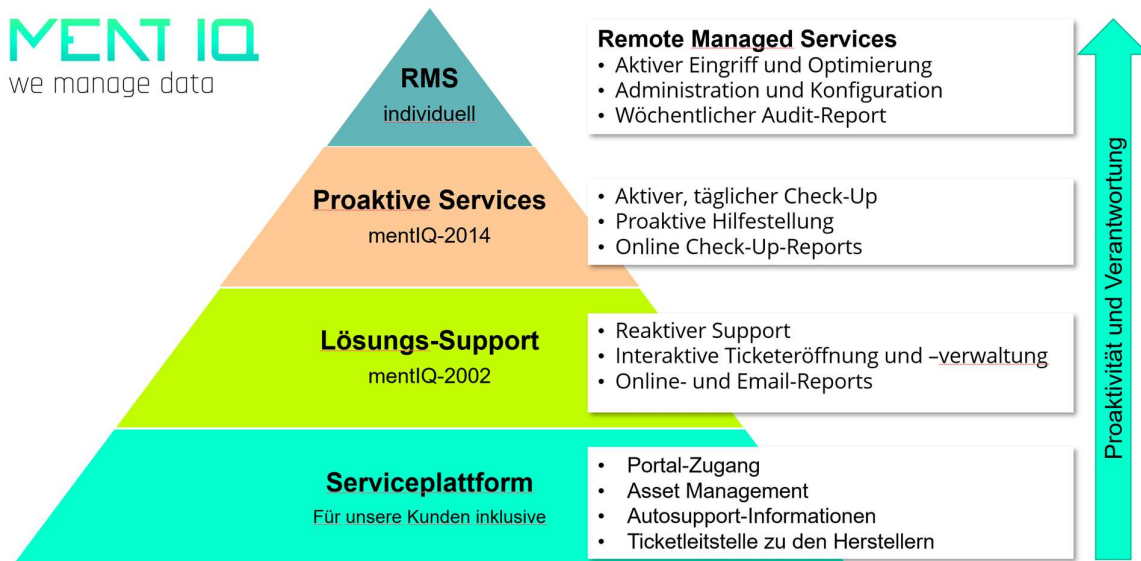 MENT IQ
we manage data
RMS
individuell
Remote Managed Services
• Aktiver Eingriff und Optimierung
• Administration und Konfiguration
• Wöchentlicher Audit-Report
Proaktive Services
mentIQ-2014
• Aktiver, täglicher Check-Up
• Proaktive Hilfestellung
• Online Check-Up-Reports
Lösungs-Support
mentIQ-2002
• Reaktiver Support
• Interaktive Ticketeröffnung und –verwaltung
• Online- und Email-Reports
Serviceplattform
Für unsere Kunden inklusive
• Portal-Zugang
• Asset Management
• Autosupport-Informationen
• Ticketleitstelle zu den Herstellern
Proaktivität und Verantwortung